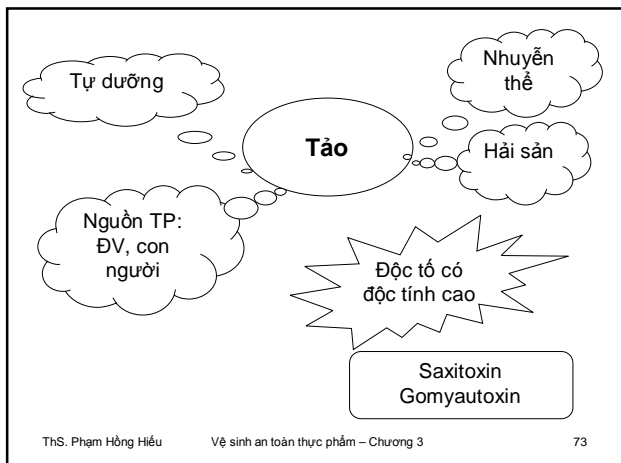 Tự dưỡng
Nhuyễn
thể
Tảo
Hải sản
Nguồn TP:
ĐV, con
người
Độc tố có
độc tính cao
Saxitoxin
Gomyautoxin
ThS. Phạm Hồng Hiếu Vệ sinh an toàn thực phẩm – Chương 3 73